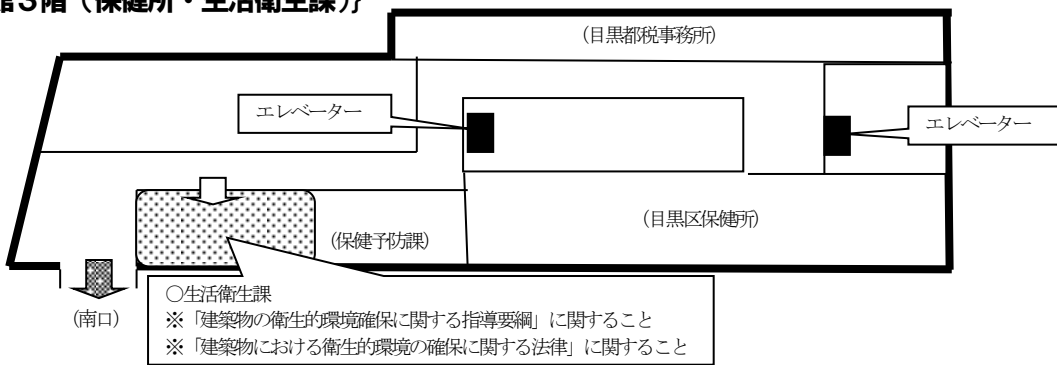 館３階（保健所・生活衛生課)｝
(目黒都税事務所)
エレベーター
エレベーター
(目黒区保健所)
(保健予防課)
(南口)
○生活衛生課
※「建築物の衛生的環境確保に関する指導要綱」に関すること
※「建築物における衛生的環境の確保に関する法律」に関すること